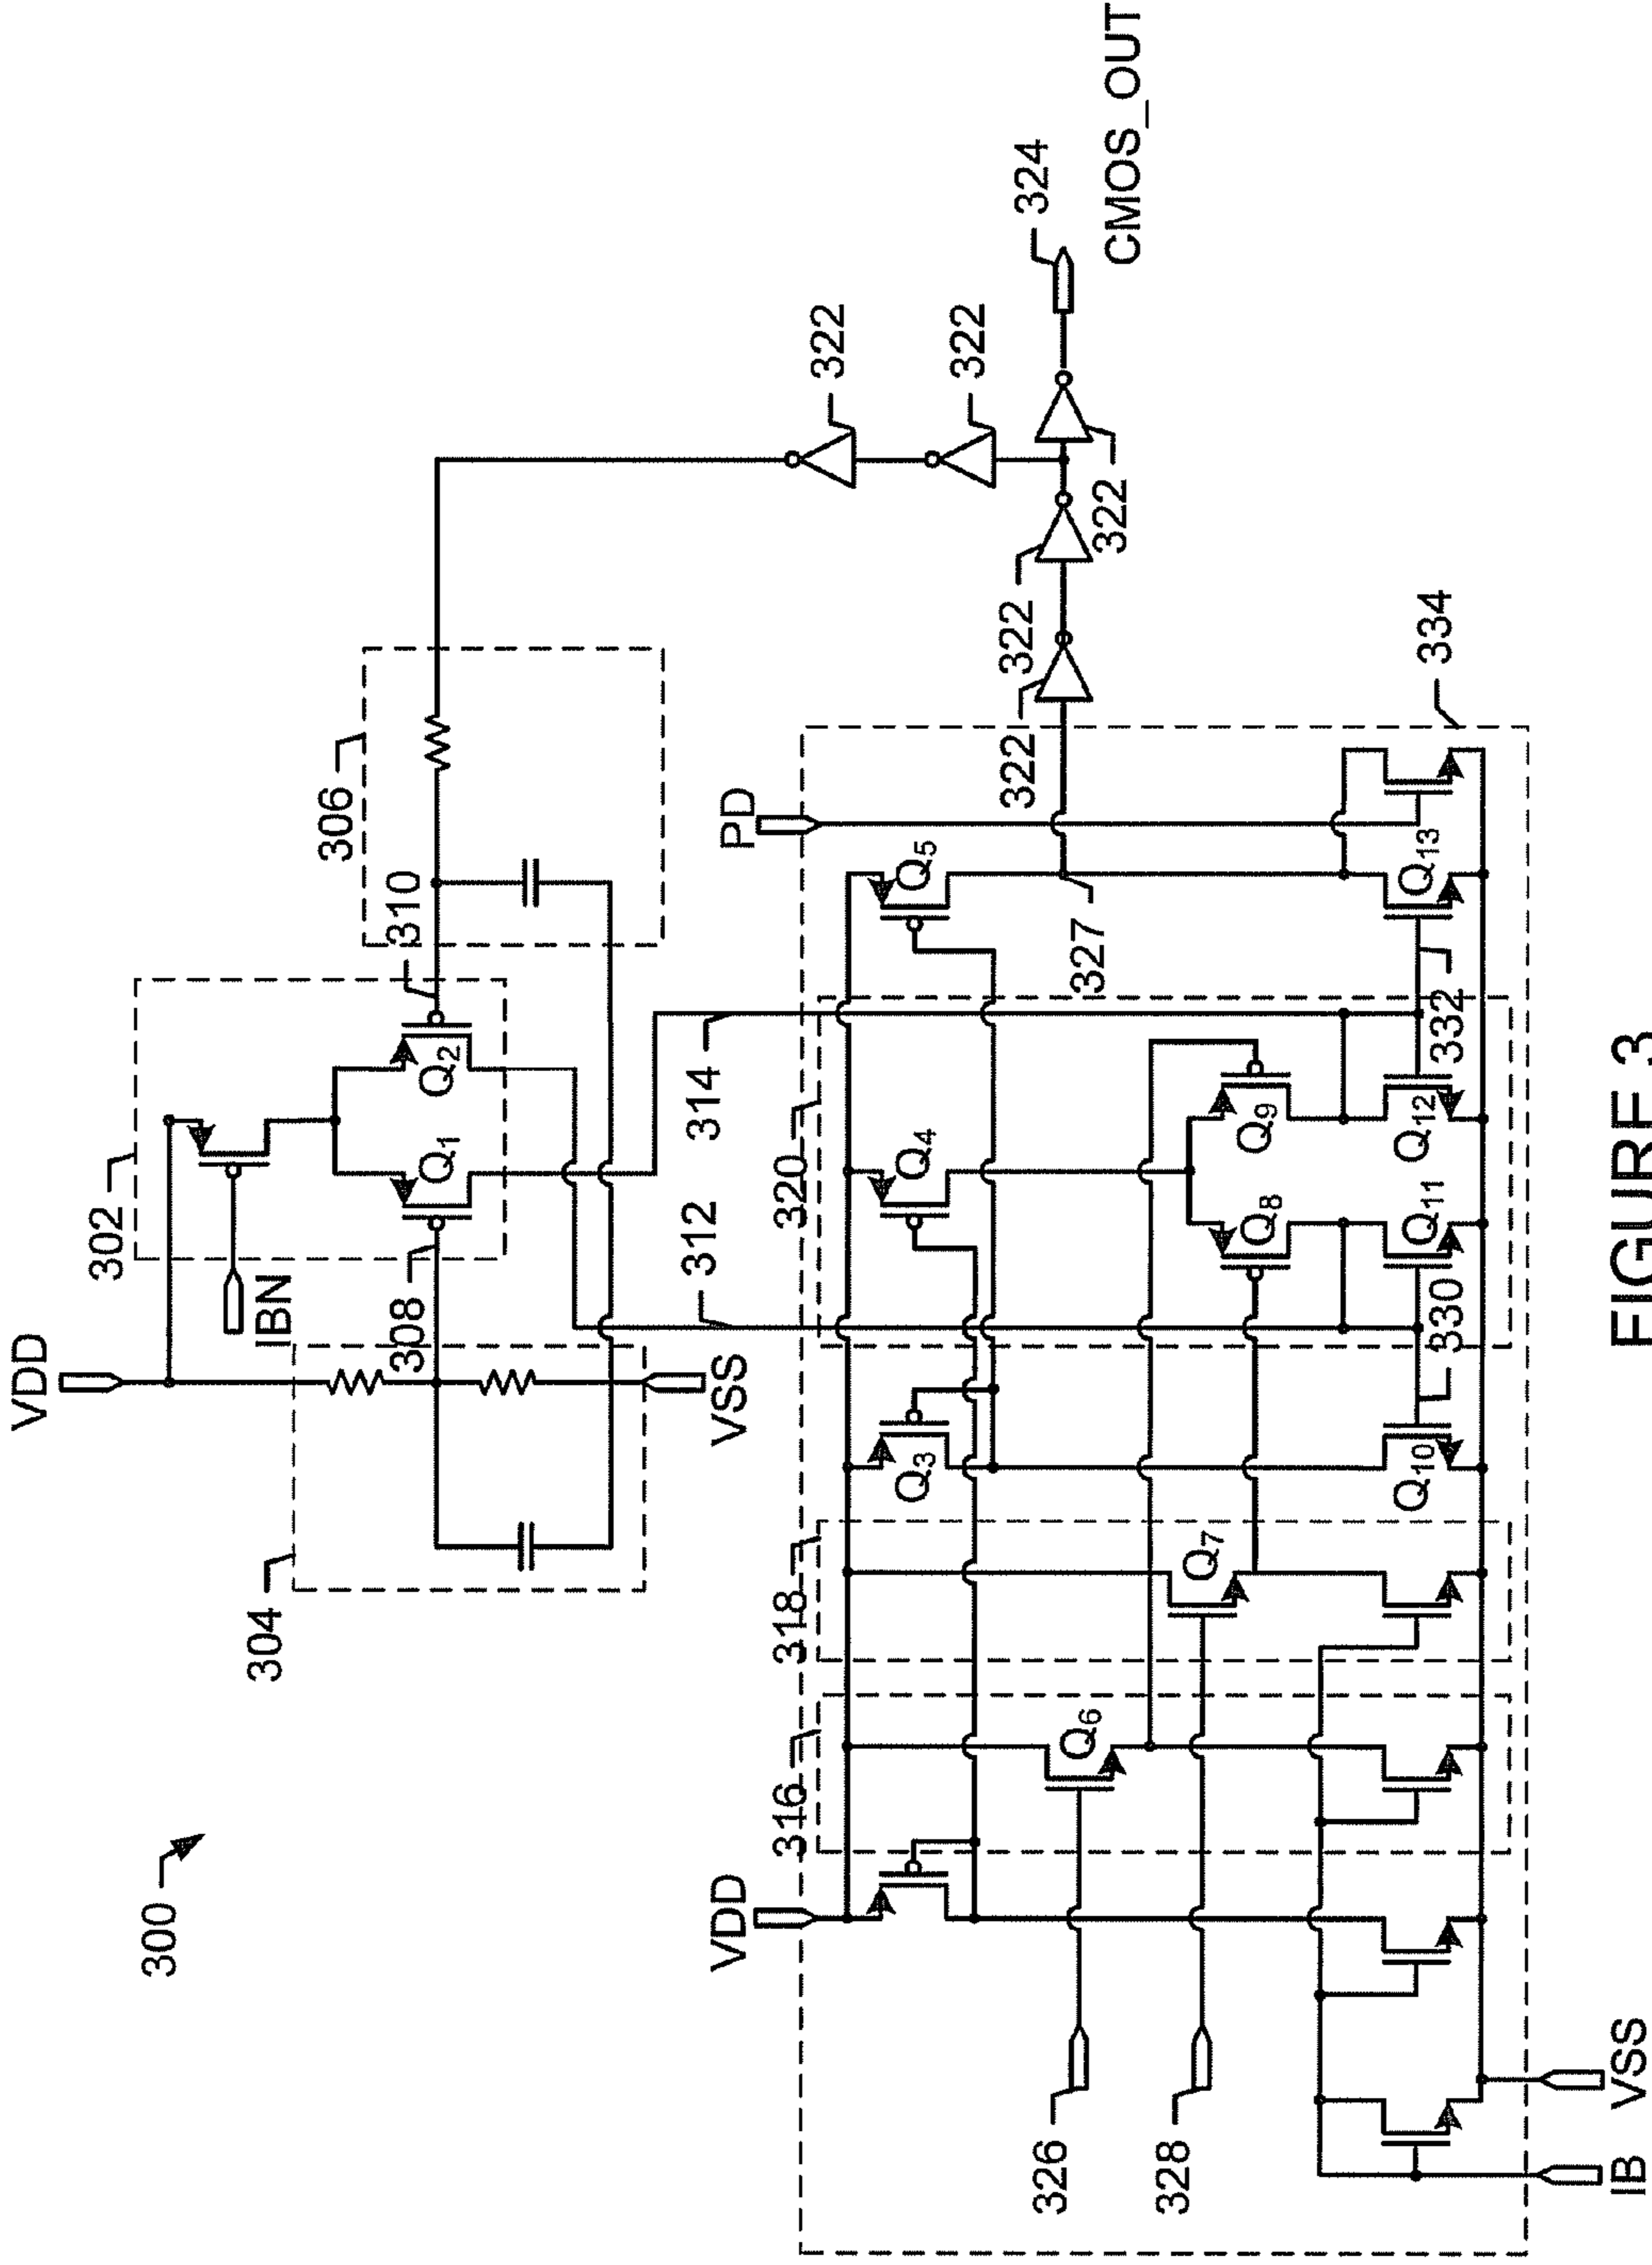 300
VDD
302
IBN
304
308
Q1
Q2
310
306
VSS
312
314
322
322
324
CMOS_OUT
322
322
322
VDD
PD
316
318
320
Q3
Q4
Q5
327
326
328
Q6
Q7
Q8
Q9
Q10
Q11
Q12
Q13
330
332
334
IB
VSS
FIGURE 3